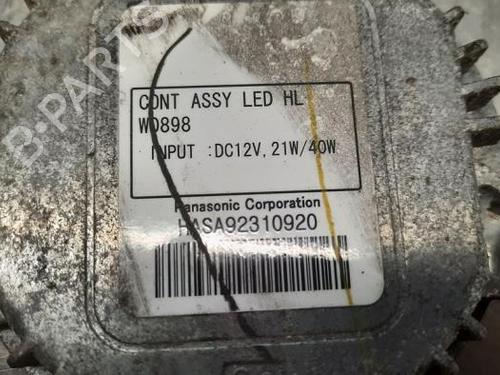 CONT ASSY LED HL
W0898
INPUT :DC12V,21W/40W
Panasonic Corporation
HASA92310920
B-PARTS